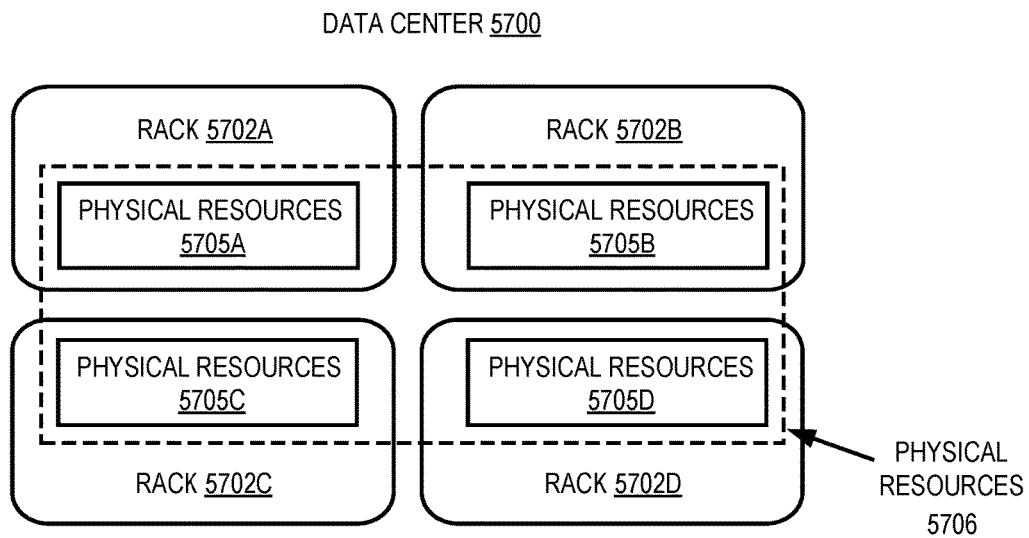 DATA CENTER 5700
RACK 5702A
RACK 5702B
PHYSICAL RESOURCES
5705A
PHYSICAL RESOURCES
5705B
PHYSICAL RESOURCES
5705C
PHYSICAL RESOURCES
5705D
RACK 5702C
RACK 5702D
PHYSICAL
RESOURCES
5706